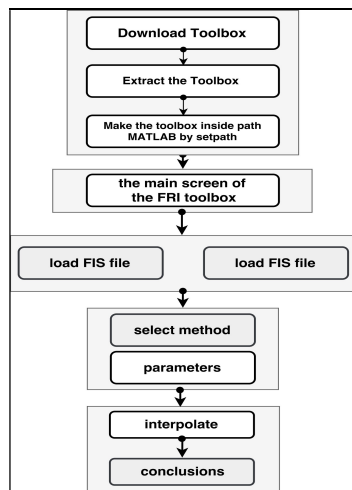 Download Toolbox
Extract the Toolbox
Make the toolbox inside path
MATLAB by setpath
the main screen of
the FRI toolbox
load FIS file
load FIS file
select method
parameters
interpolate
conclusions